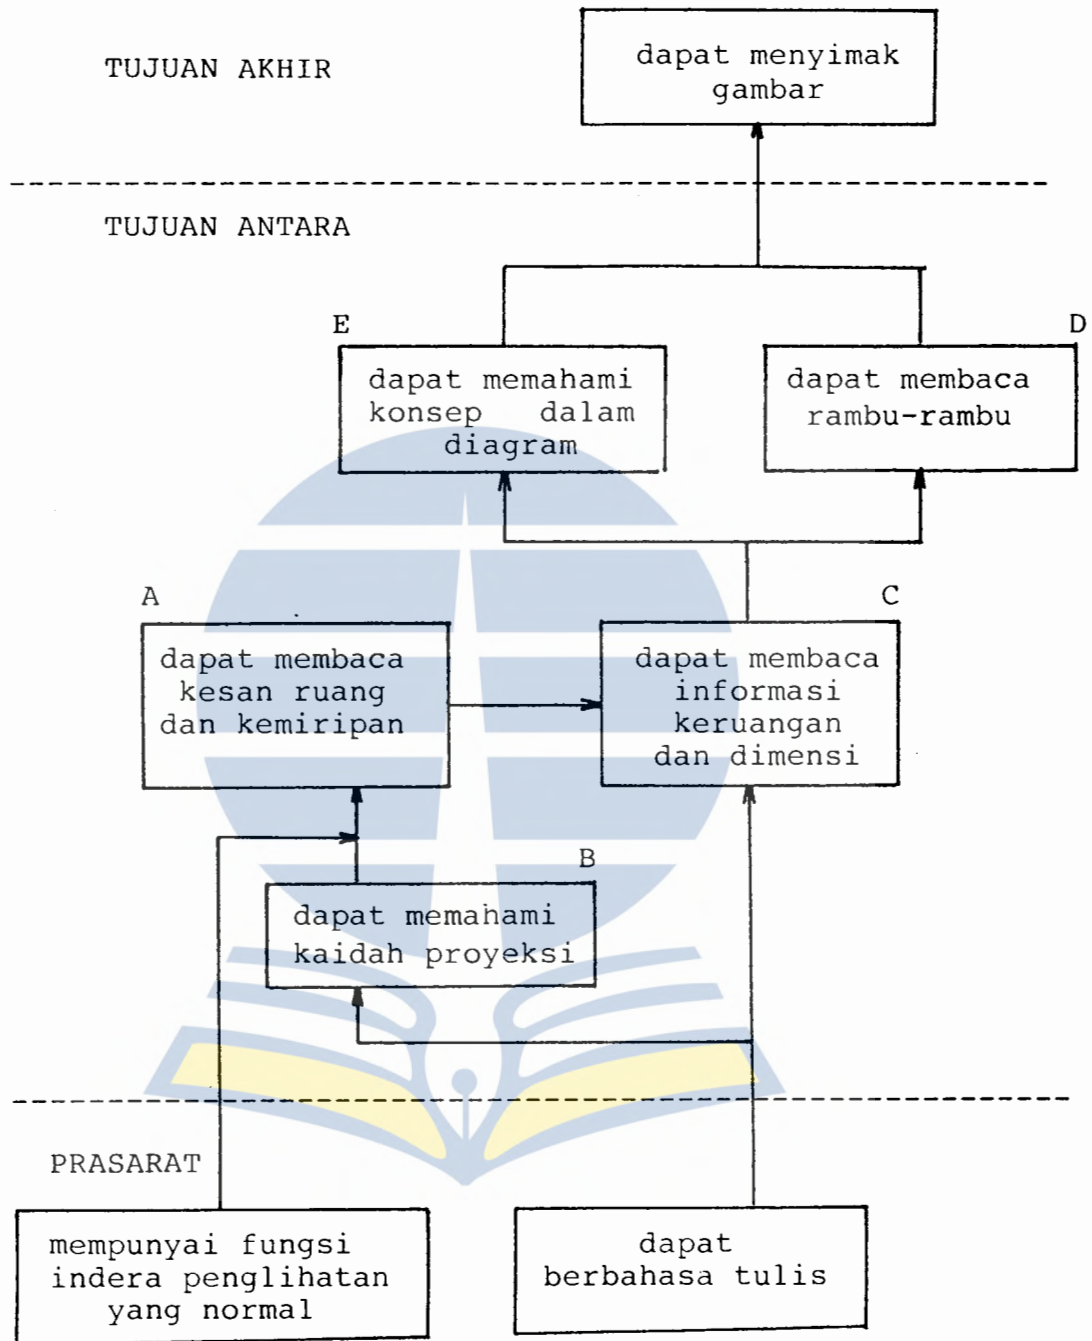 TUJUAN AKHIR
dapat menyimak
gambar
TUJUAN ANTARA
E
D
dapat memahami
konsep dalam
diagram
dapat membaca
rambu-rambu
A
C
dapat membaca
kesan ruang
dan kemiripan
dapat membaca
informasi
keruangan
dan dimensi
B
dapat memahami
kaidah proyeksi
PRASARAT
mempunyai fungsi
indera penglihatan
yang normal
dapat
berbahasa tulis